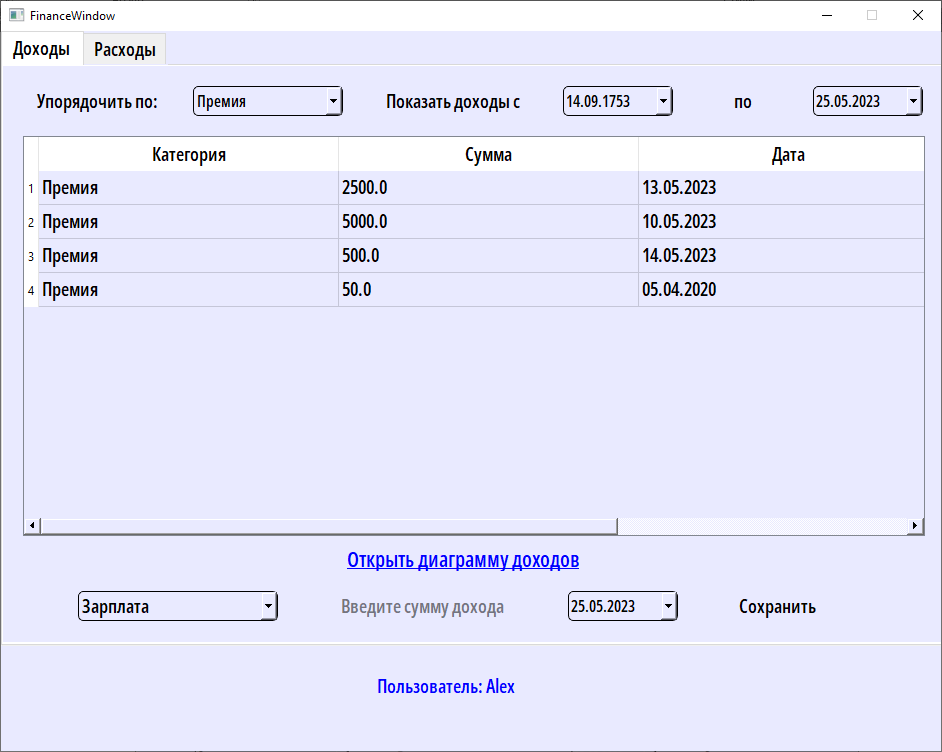 FinanceWindow
Доходы Расходы
Упорядочить по: Премия Показать доходы с 14.09.1753 по 25.05.2023
Категория Сумма Дата
1 Премия 2500.0 13.05.2023
2 Премия 5000.0 10.05.2023
3 Премия 500.0 14.05.2023
4 Премия 50.0 05.04.2020
Открыть диаграмму доходов
Зарплата Введите сумму дохода 25.05.2023 Сохранить
Пользователь: Alex